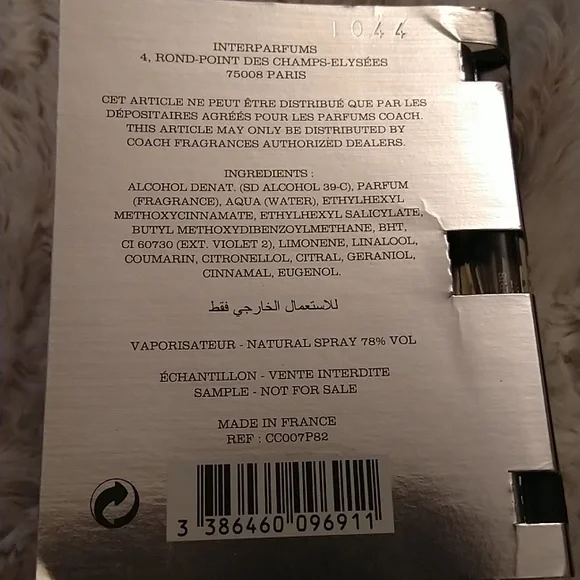 1044
INTERPARFUMS
4, ROND-POINT DES CHAMPS-ELYSÉES
75008 PARIS
CET ARTICLE NE PEUT ÊTRE DISTRIBUÉ QUE PAR LES
DÉPOSITAIRES AGRÉÉS POUR LES PARFUMS COACH.
THIS ARTICLE MAY ONLY BE DISTRIBUTED BY
COACH FRAGRANCES AUTHORIZED DEALERS.
INGREDIENTS :
ALCOHOL DENAT. (SD ALCOHOL 39-C), PARFUM
(FRAGRANCE), AQUA (WATER), ETHYLHEXYL
METHOXYCINNAMATE, ETHYLHEXYL SALICYLATE,
BUTYL METHOXYDIBENZOYLMETHANE, BHT,
CI 60730 (EXT. VIOLET 2), LIMONENE, LINALOOL,
COUMARIN, CITRONELLOL, CITRAL, GERANIOL,
CINNAMAL, EUGENOL.
للاستعمال الخارجي فقط
VAPORISATEUR - NATURAL SPRAY 78% VOL
ÉCHANTILLON - VENTE INTERDITE
SAMPLE - NOT FOR SALE
MADE IN FRANCE
REF : CC007P82
3 386460 096911